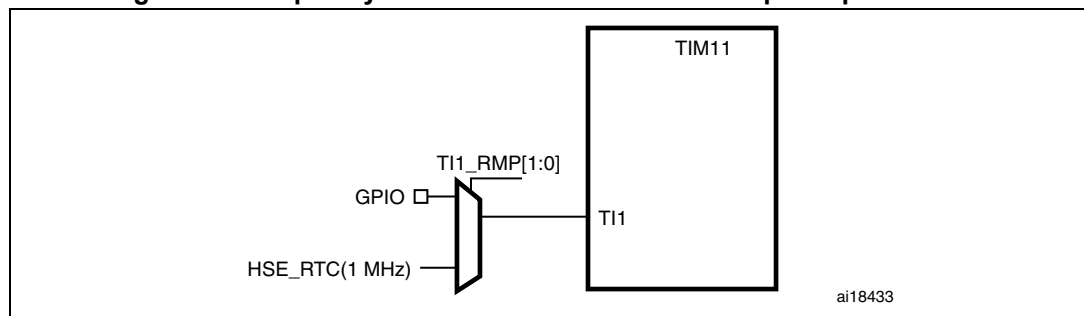 TIM11
TI1_RMP[1:0]
GPIO
TI1
HSE_RTC(1 MHz)
ai18433